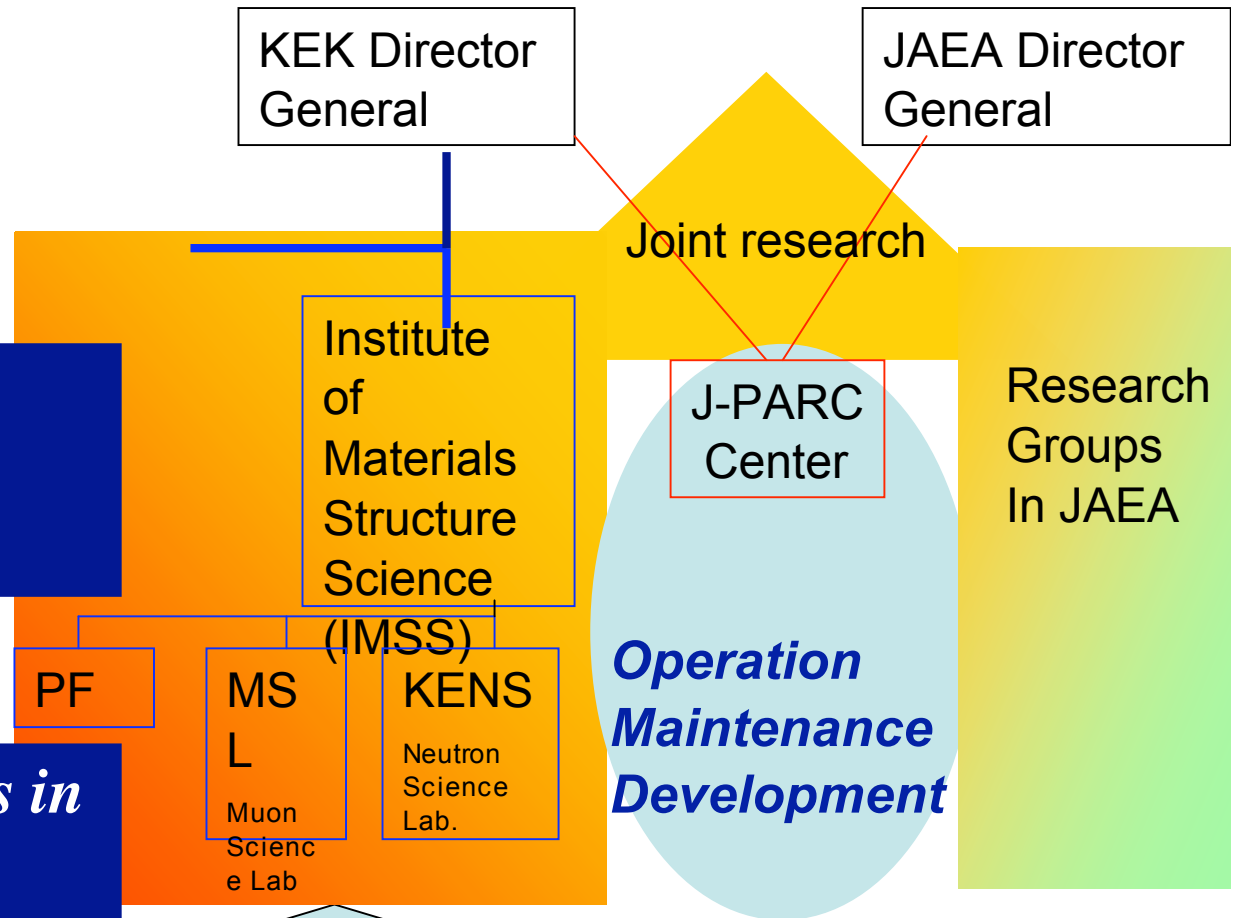 KEK Director
General
JAEA Director
General
Joint research
Institute
of
Materials
Structure
Science
(IMSS)
J-PARC
Center
Research
Groups
In JAEA
PF
MS
L
Muon
Scienc
e Lab
KENS
Neutron
Science
Lab.
Operation
Maintenance
Development
s in